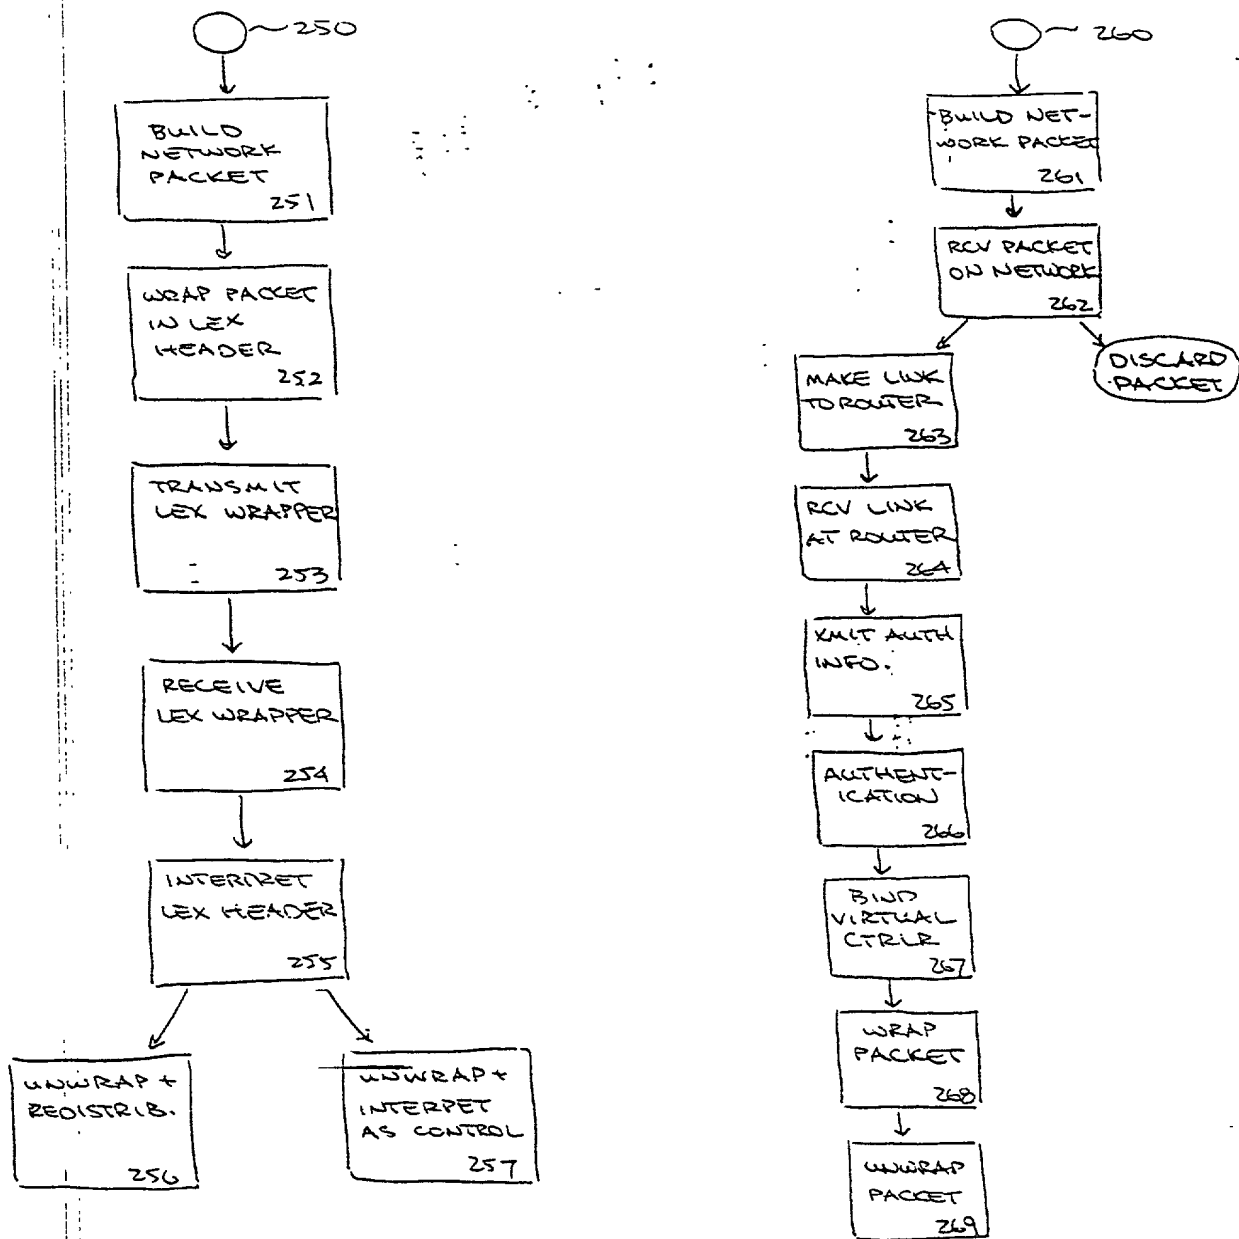 250
BUILD
NETWORK
PACKET
251
WRAP PACKET
IN LEX
HEADER
252
TRANSMIT
LEX WRAPPER
253
RECEIVE
LEX WRAPPER
254
INTERPRET
LEX HEADER
255
UNWRAP +
REDISTRIB.
256
UNWRAP +
INTERPET
AS CONTROL
257
260
BUILD NET-
WORK PACKET
261
RCV PACKET
ON NETWORK
262
DISCARD
PACKET
MAKE LINK
TO ROUTER
263
RCV LINK
AT ROUTER
264
XMIT AUTH
INFO.
265
AUTHENT-
ICATION
266
BIND
VIRTUAL
CTRLR
267
WRAP
PACKET
268
UNWRAP
PACKET
269